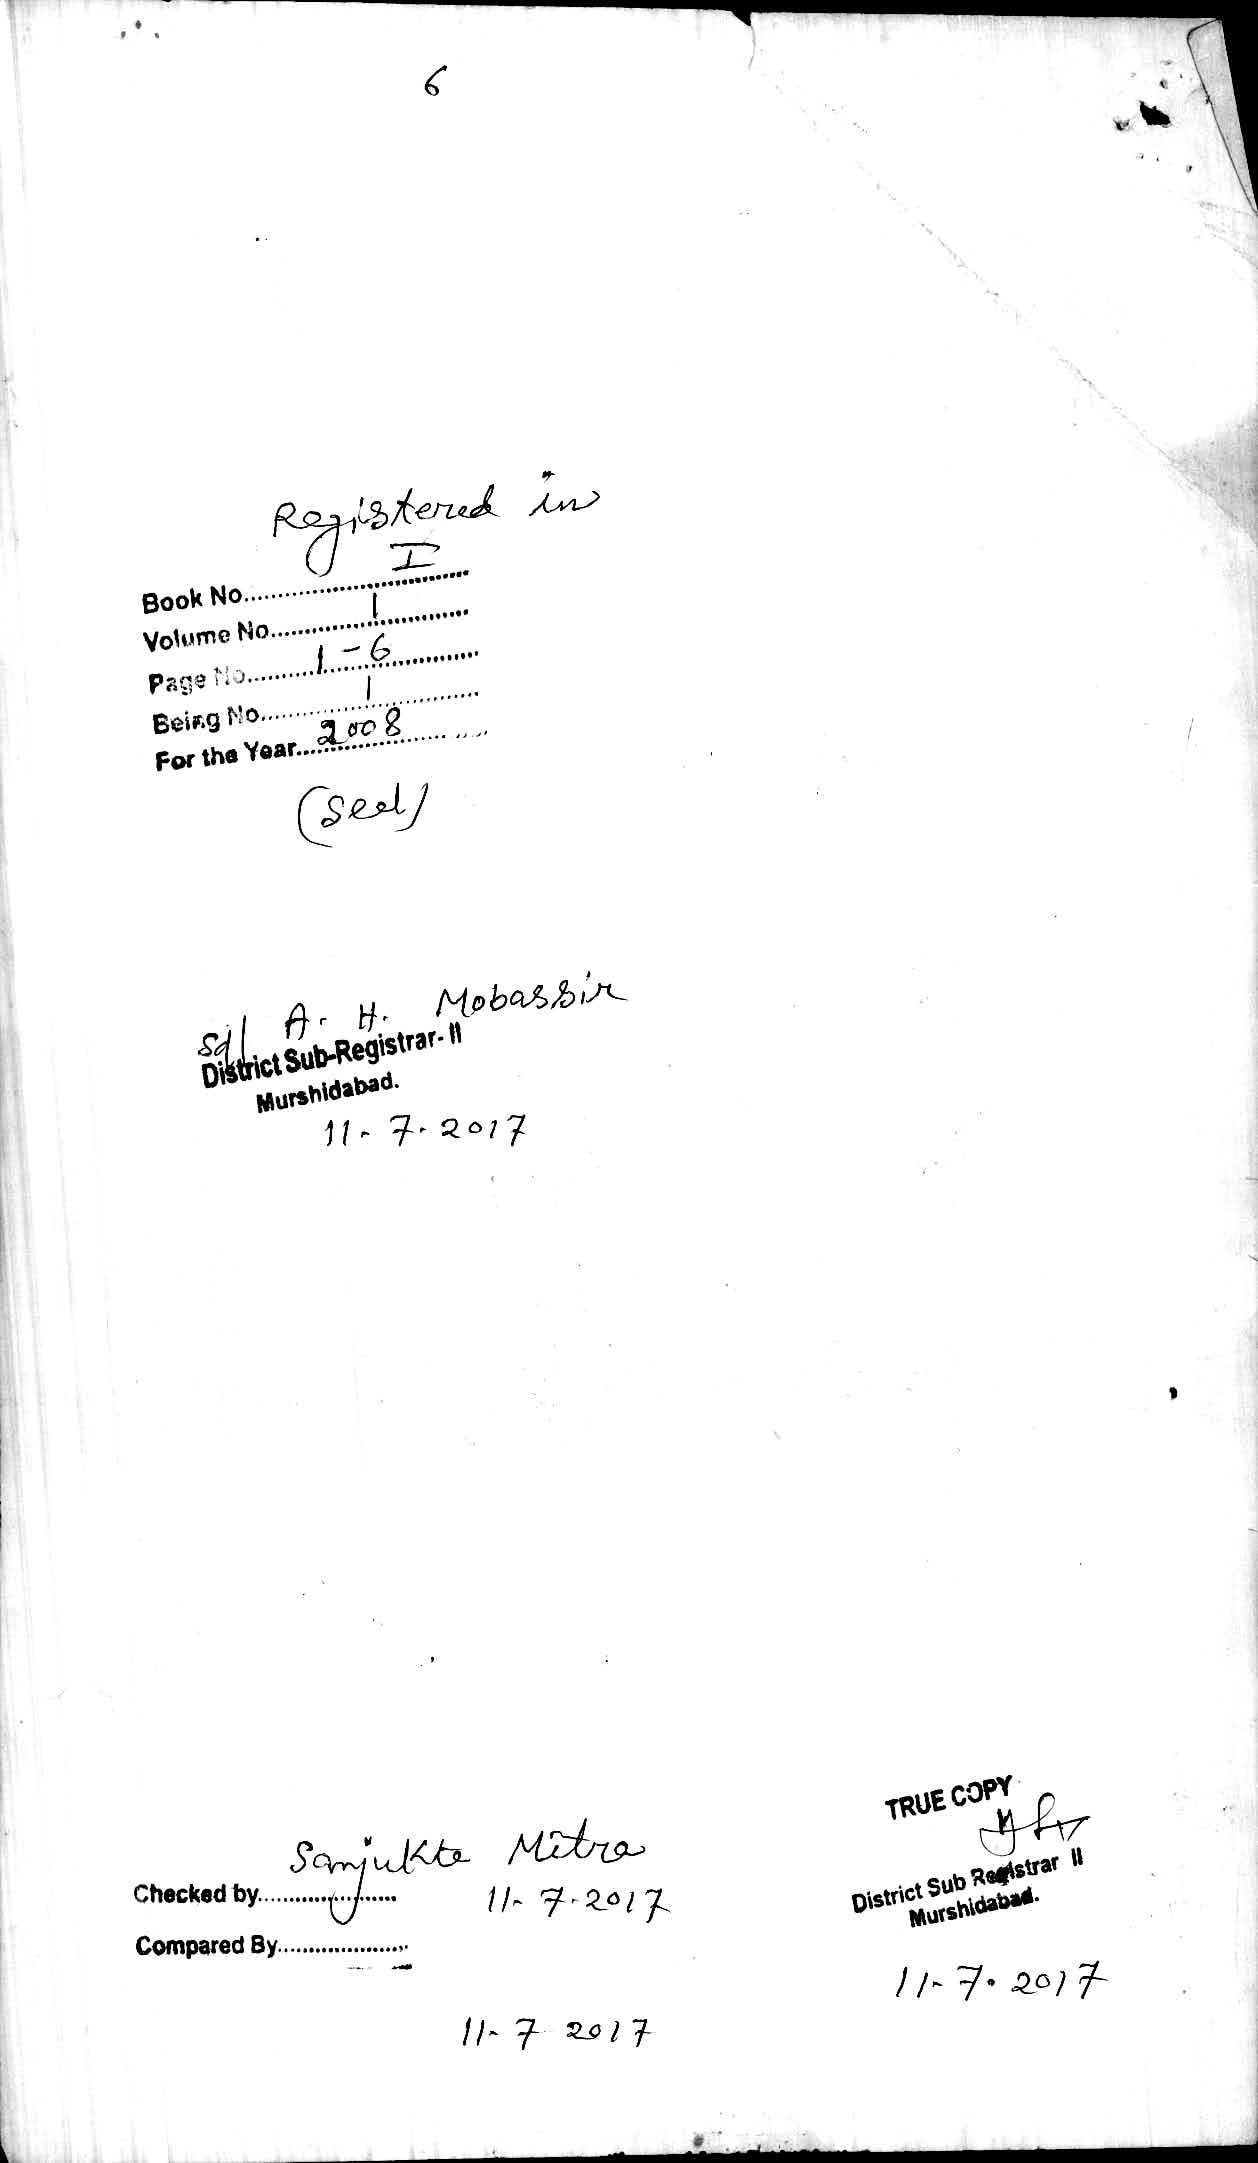 6
Registered in
Book No. I
Volume No. 1
Page No. 1-6
Being No. 1
For the Year 2008
(Seal)
Sd/ A. H. Mobassir
District Sub-Registrar- II
Murshidabad.
11-7-2017
TRUE COPY
District Sub Registrar II
Murshidabad.
11-7.2017
Sanjukta Mitra
Checked by
11-7-2017
Compared By
11-7 2017